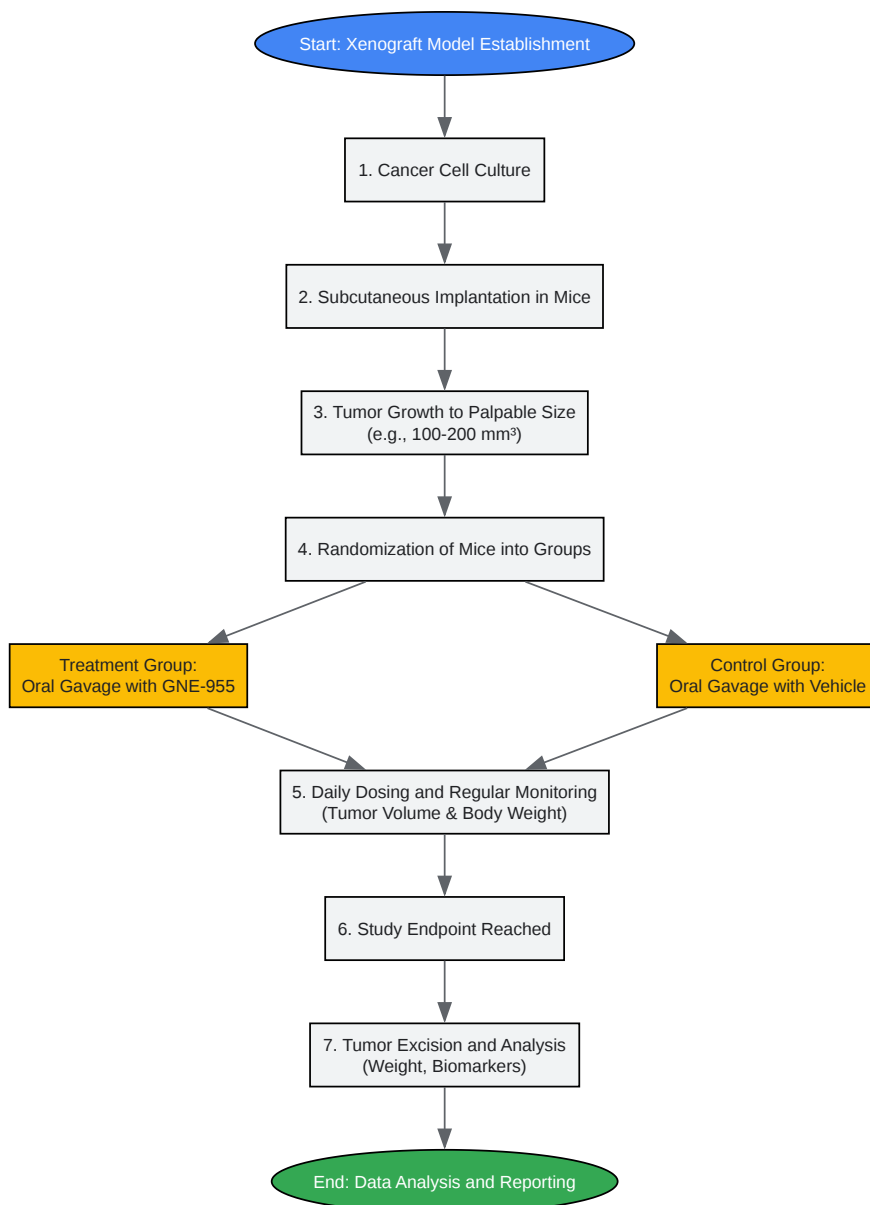 Start: Xenograft Model Establishment
1. Cancer Cell Culture
2. Subcutaneous Implantation in Mice
3. Tumor Growth to Palpable Size
(e.g., 100-200 mm³)
4. Randomization of Mice into Groups
Treatment Group:
Oral Gavage with GNE-955
Control Group:
Oral Gavage with Vehicle
5. Daily Dosing and Regular Monitoring
(Tumor Volume & Body Weight)
6. Study Endpoint Reached
7. Tumor Excision and Analysis
(Weight, Biomarkers)
End: Data Analysis and Reporting